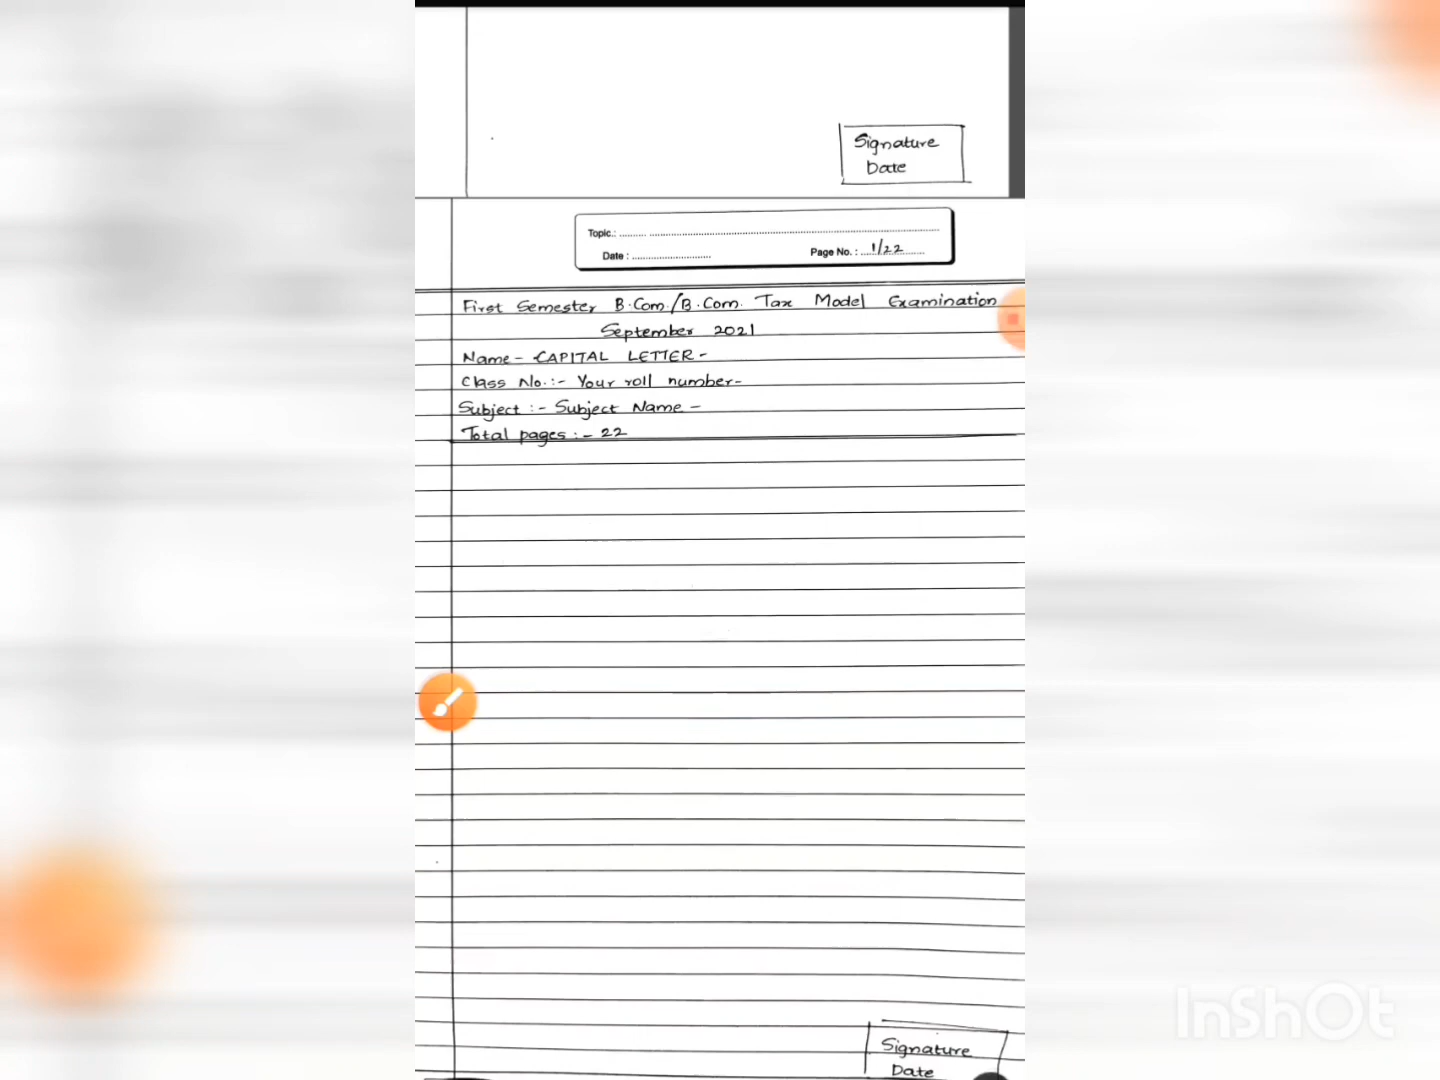 Signature
Date
Topic.: ........ ........................................................................
Date : ............................
Page No. : ....1/22......
First Semester B.Com./B.Com. Tax Model Examination
September 2021
Name - CAPITAL LETTER -
Class No. :- Your roll number-
Subject :- Subject Name -
Total pages :- 22
Signature
Date
InShOt